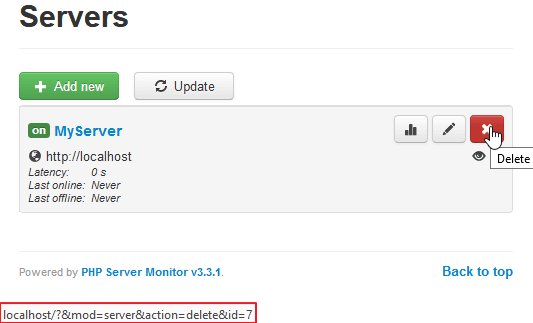 Servers
Add new
Update
on MyServer
http://localhost
Latency: 0 s
Last online: Never
Last offline: Never
Delete
Powered by PHP Server Monitor v3.3.1.
Back to top
localhost/?&mod=server&action=delete&id=7